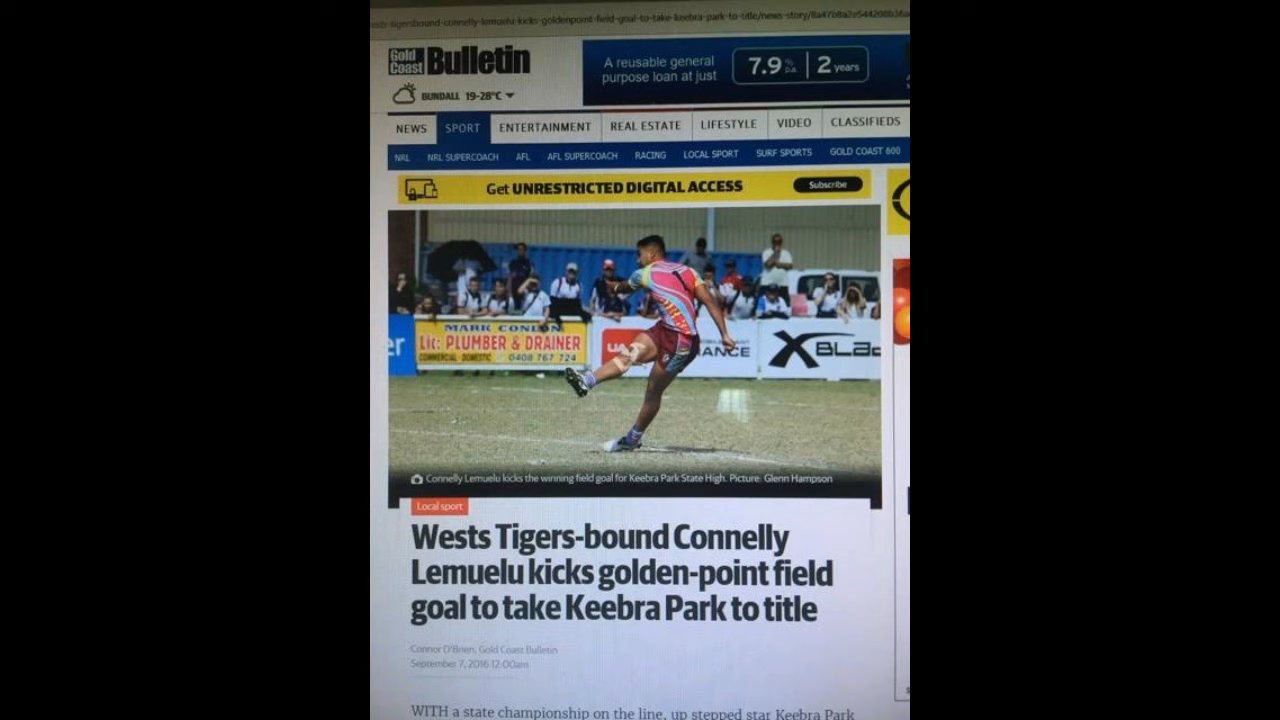 Gold Coast Bulletin
BUNDALL 19-28°C
A reusable general
purpose loan at just
7.9 % p.a. 2 years
NEWS SPORT ENTERTAINMENT REAL ESTATE LIFESTYLE VIDEO CLASSIFIEDS
NRL NRL SUPERCOACH AFL AFL SUPERCOACH RACING LOCAL SPORT SURF SPORTS GOLD COAST 600
Get UNRESTRICTED DIGITAL ACCESS
Subscribe
MARK CONLON
Lic: PLUMBER & DRAINER
COMMERCIAL DOMESTIC 0408 767 724
XBLa
Connelly Lemuelu kicks the winning field goal for Keebra Park State High. Picture: Glenn Hampson
Local sport
Wests Tigers-bound Connelly
Lemuelu kicks golden-point field
goal to take Keebra Park to title
Connor O'Brien, Gold Coast Bulletin
September 7, 2016 12:00am
WITH a state championship on the line, up stepped star Keebra Park